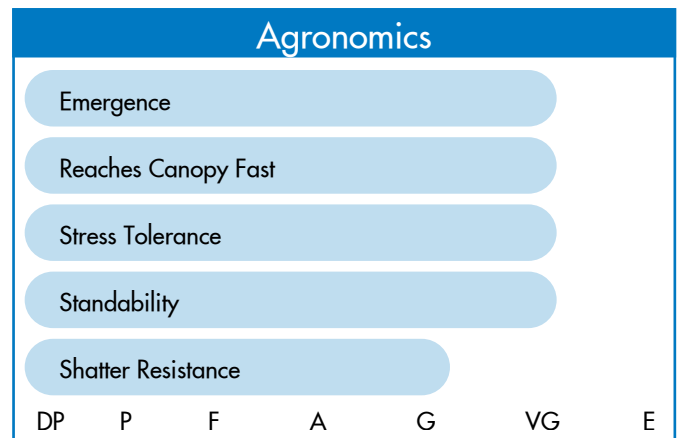 Agronomics
Emergence
Reaches Canopy Fast
Stress Tolerance
Standability
Shatter Resistance
DP P F A G VG E